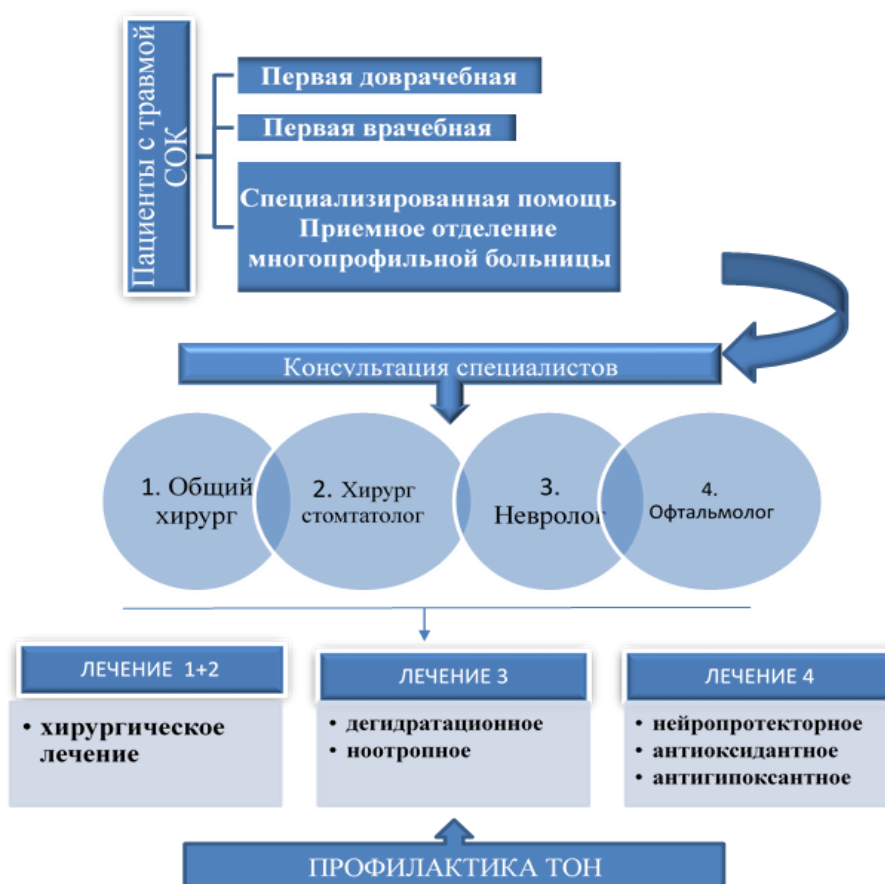 Пациенты с травмой
СОК
Первая доврачебная
Первая врачебная
Специализированная помощь
Приемное отделение
многопрофильной больницы
Консультация специалистов
1. Общий
хирург
2. Хирург
стомтатолог
3.
Невролог
4.
Офтальмолог
ЛЕЧЕНИЕ 1+2
• хирургическое
лечение
ЛЕЧЕНИЕ 3
• дегидратационное
• ноотропное
ЛЕЧЕНИЕ 4
• нейропротекторное
• антиоксидантное
• антигипоксантное
ПРОФИЛАКТИКА ТОН